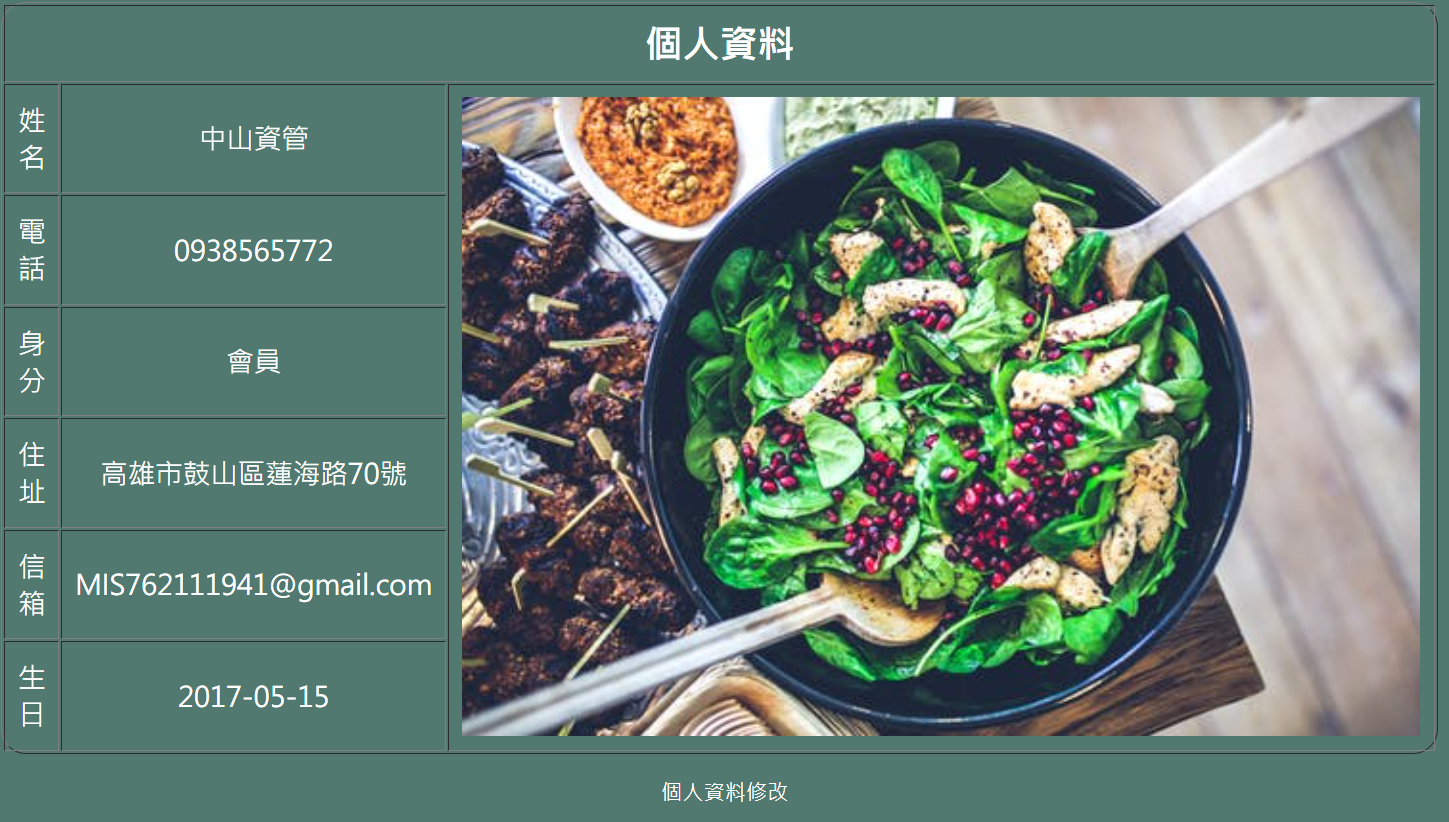 個人資料
姓
名
中山資管
電
話
0938565772
身
分
會員
住
址
高雄市鼓山區蓮海路70號
信
箱
MIS762111941@gmail.com
生
日
2017-05-15
個人資料修改